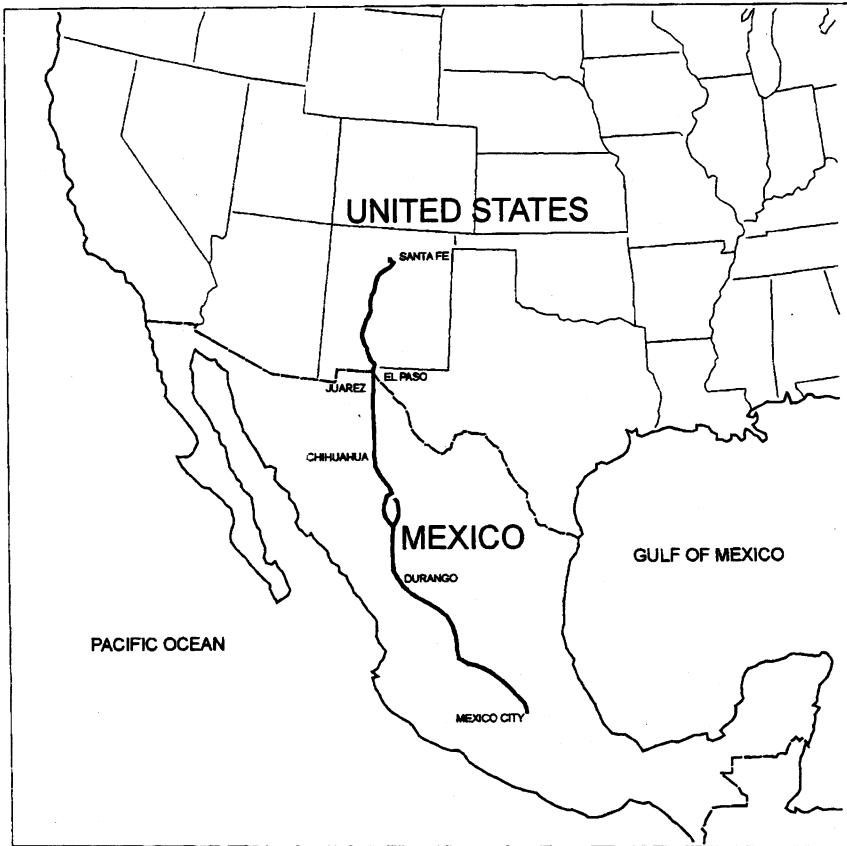 UNITED STATES
SANTA FE
EL PASO
JUAREZ
CHIHUAHUA
MEXICO
GULF OF MEXICO
DURANGO
PACIFIC OCEAN
MEXICO CITY